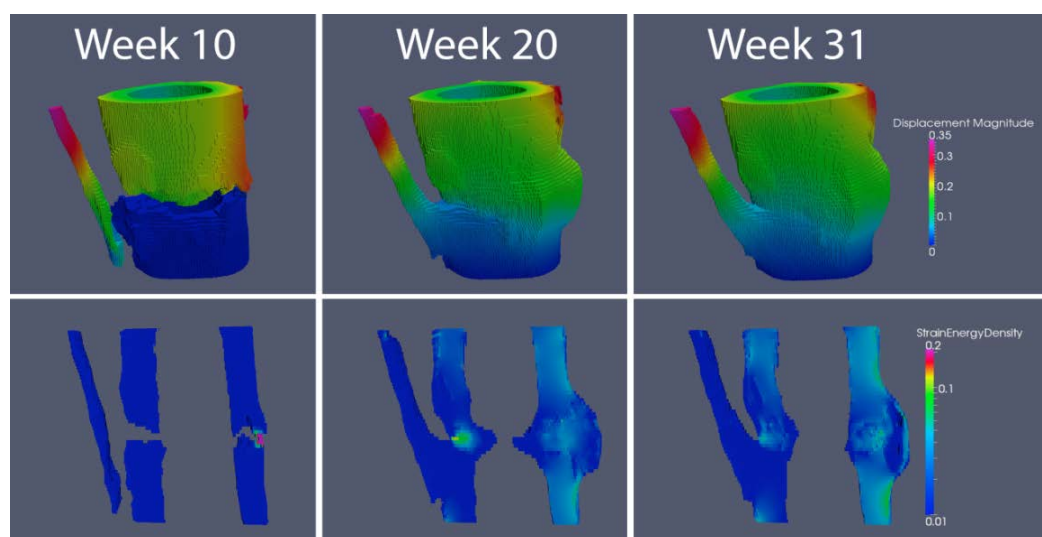 Week 10
Week 20
Week 31
Displacement Magnitude
0.35
0.3
0.2
0.1
0
StrainEnergyDensity
0.2
0.1
0.01